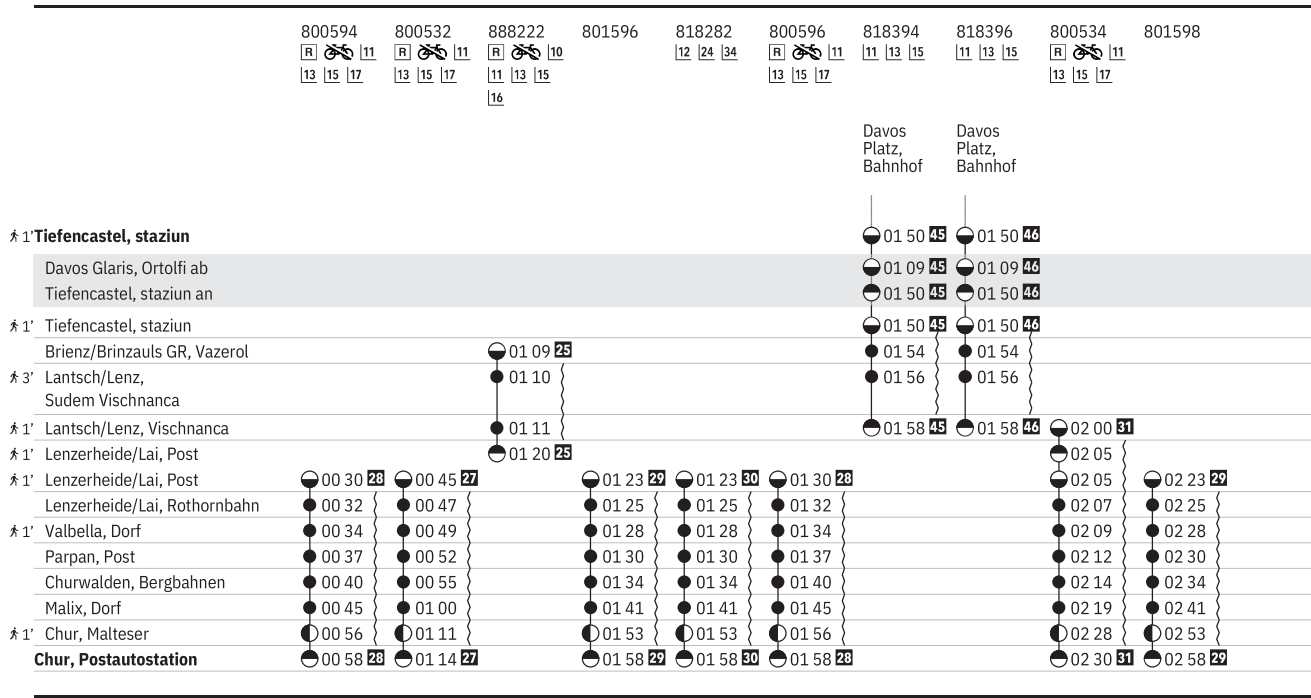 800594 800532 888222 801596 818282 800596 818394 818396 800534 801598
R 11 R 11 R 10 12 24 34 R 11 11 13 15 11 13 15 R 11
13 15 17 13 15 17 11 13 15 13 15 17 13 15 17
16
Davos Davos
Platz, Platz,
Bahnhof Bahnhof
1' Tiefencastel, staziun 01 50 45 01 50 46
Davos Glaris, Ortolfi ab 01 09 45 01 09 46
Tiefencastel, staziun an 01 50 45 01 50 46
1' Tiefencastel, staziun 01 50 45 01 50 46
Brienz/Brinzauls GR, Vazerol 01 09 25 01 54 01 54
3' Lantsch/Lenz, 01 10 01 56 01 56
Sudem Vischnanca
1' Lantsch/Lenz, Vischnanca 01 11 01 58 45 01 58 46 02 00 31
1' Lenzerheide/Lai, Post 01 20 25 02 05
1' Lenzerheide/Lai, Post 00 30 28 00 45 27 01 23 29 01 23 30 01 30 28 02 05 02 23 29
Lenzerheide/Lai, Rothornbahn 00 32 00 47 01 25 01 25 01 32 02 07 02 25
1' Valbella, Dorf 00 34 00 49 01 28 01 28 01 34 02 09 02 28
Parpan, Post 00 37 00 52 01 30 01 30 01 37 02 12 02 30
Churwalden, Bergbahnen 00 40 00 55 01 34 01 34 01 40 02 14 02 34
Malix, Dorf 00 45 01 00 01 41 01 41 01 45 02 19 02 41
1' Chur, Malteser 00 56 01 11 01 53 01 53 01 56 02 28 02 53
Chur, Postautostation 00 58 28 01 14 27 01 58 29 01 58 30 01 58 28 02 30 31 02 58 29